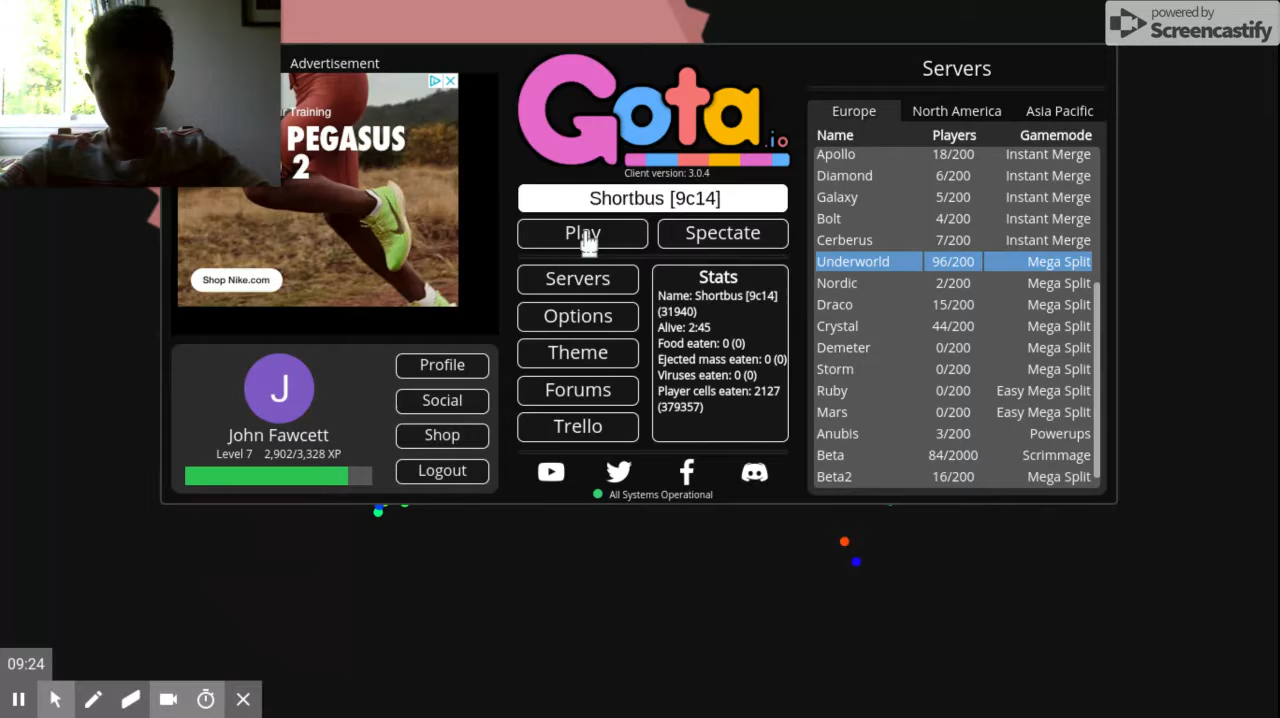 powered by
Screencastify
Advertisement
ur Training
PEGASUS
2
Shop Nike.com
Gota.io
Client version: 3.0.4
Shortbus [9c14]
Play
Spectate
Servers
Options
Theme
Forums
Trello
Stats
Name: Shortbus [9c14]
(31940)
Alive: 2:45
Food eaten: 0 (0)
Ejected mass eaten: 0 (0)
Viruses eaten: 0 (0)
Player cells eaten: 2127
(379357)
All Systems Operational
J
John Fawcett
Level 7 2,902/3,328 XP
Profile
Social
Shop
Logout
Servers
Europe North America Asia Pacific
Name Players Gamemode
Apollo 18/200 Instant Merge
Diamond 6/200 Instant Merge
Galaxy 5/200 Instant Merge
Bolt 4/200 Instant Merge
Cerberus 7/200 Instant Merge
Underworld 96/200 Mega Split
Nordic 2/200 Mega Split
Draco 15/200 Mega Split
Crystal 44/200 Mega Split
Demeter 0/200 Mega Split
Storm 0/200 Mega Split
Ruby 0/200 Easy Mega Split
Mars 0/200 Easy Mega Split
Anubis 3/200 Powerups
Beta 84/2000 Scrimmage
Beta2 16/200 Mega Split
09:24